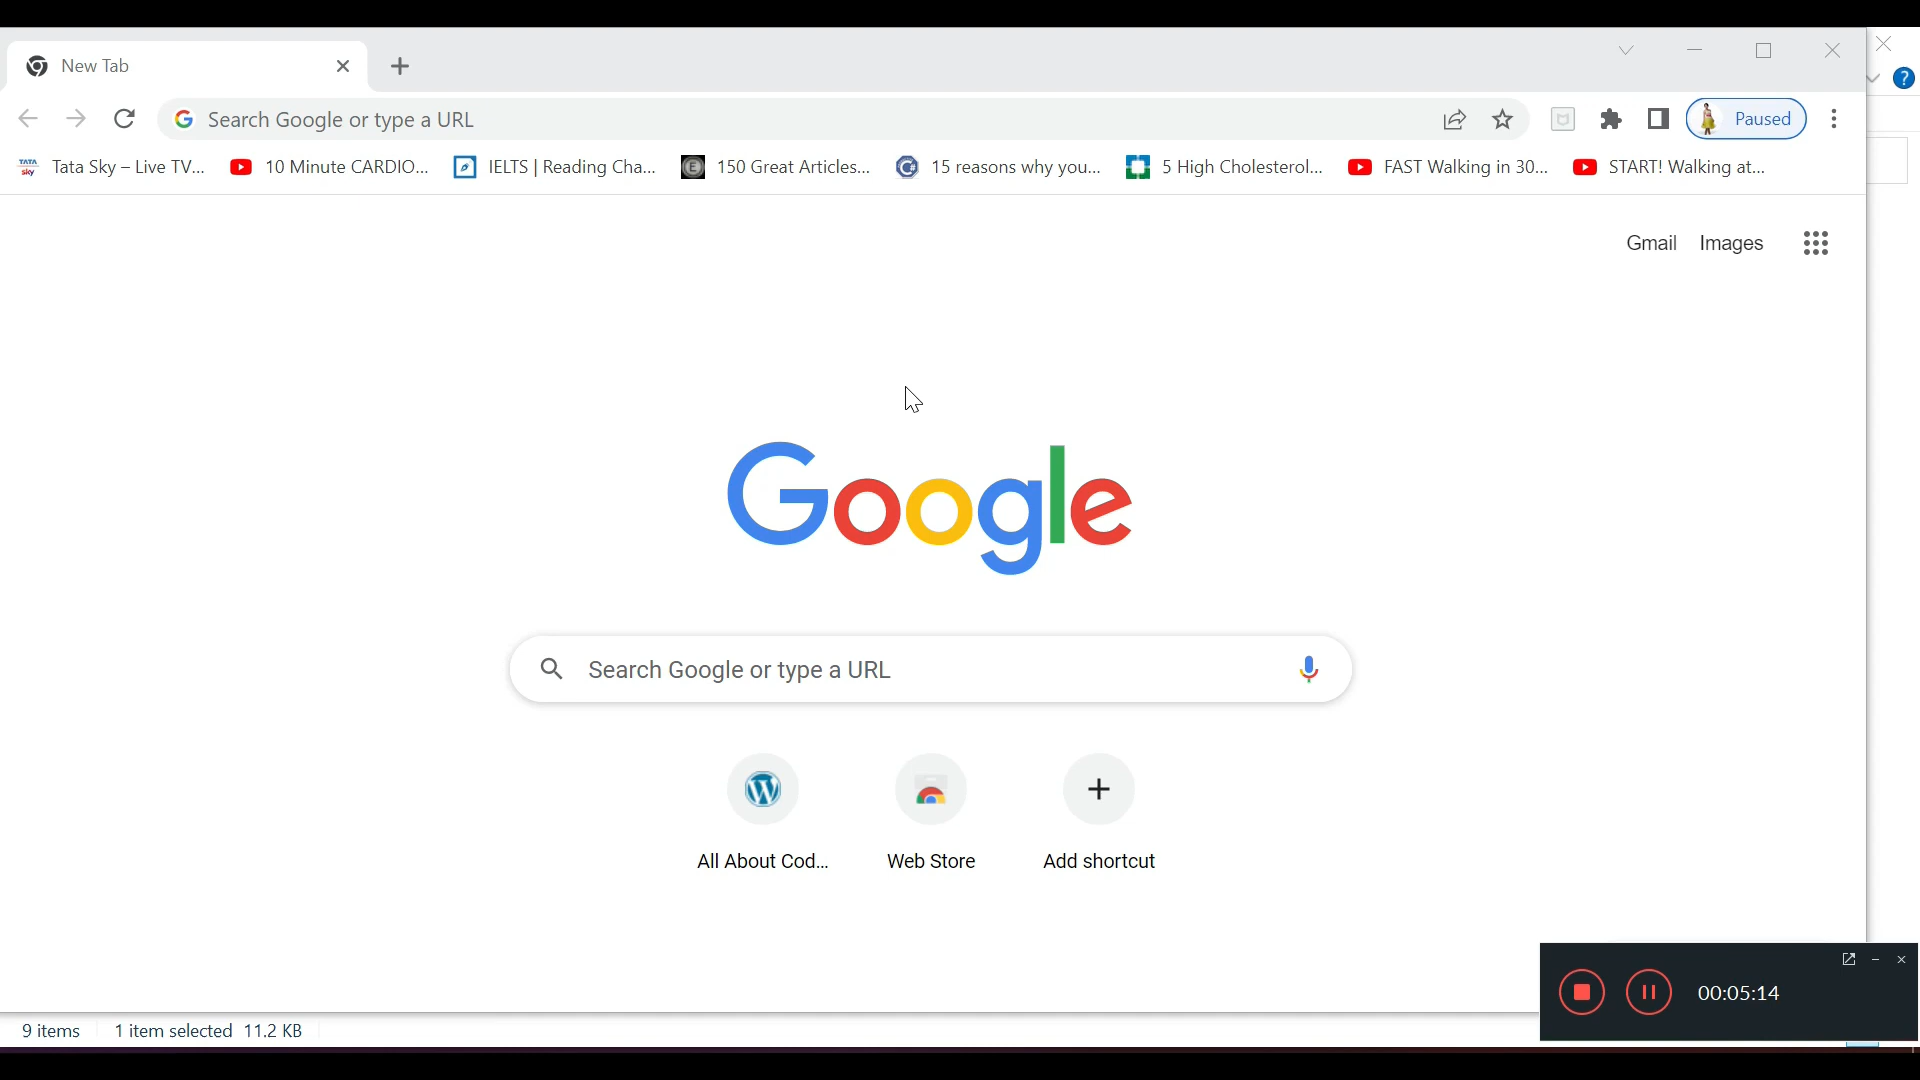 New Tab
Search Google or type a URL
Paused
Tata Sky – Live TV...
10 Minute CARDIO...
IELTS | Reading Cha...
150 Great Articles...
15 reasons why you...
5 High Cholesterol...
FAST Walking in 30...
START! Walking at...
Gmail
Images
Google
Search Google or type a URL
All About Cod...
Web Store
Add shortcut
00:05:14
9 items
1 item selected 11.2 KB